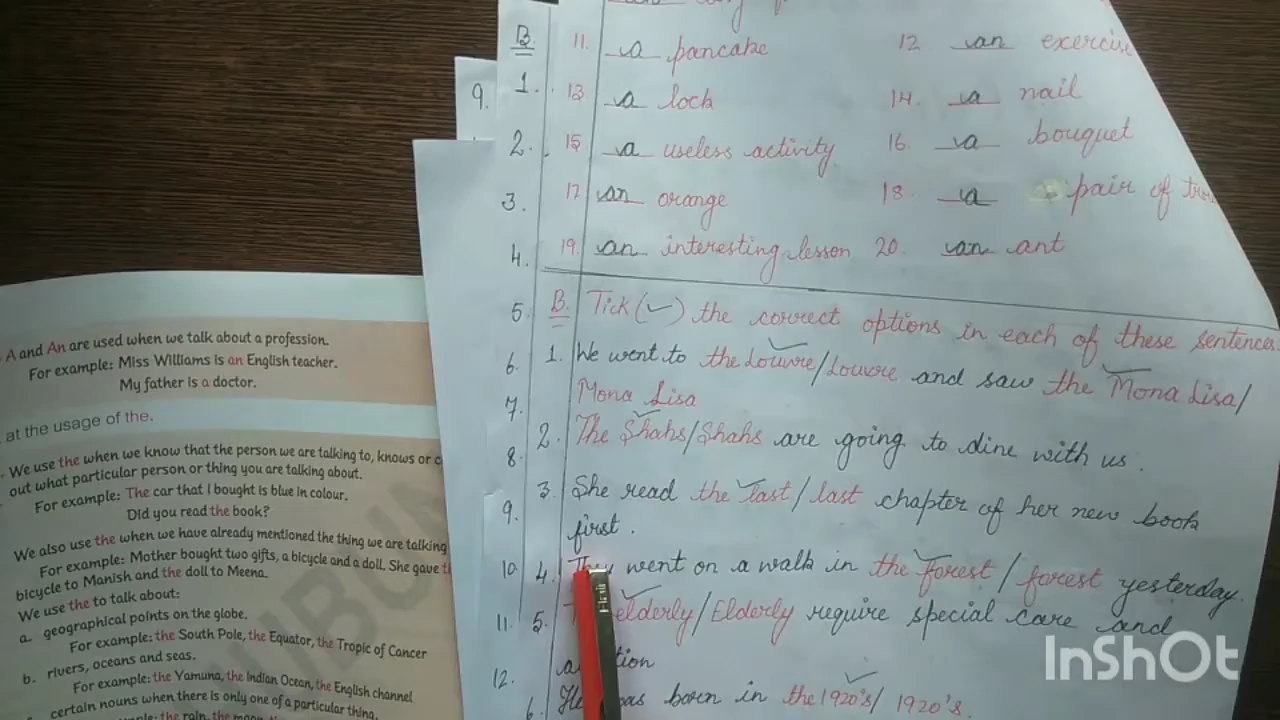 B. 11. a pancake 12. an exercise
9. 1. 13 a lock 14. a nail
2. 15 a useless activity 16. a bouquet
3. 17 an orange 18. a pair of
4. 19. an interesting lesson 20. an ant
5. B. Tick (✓) the correct options in each of these sentences.
6. 1. We went to the Louvre/Louvre and saw the Mona Lisa/
7. Mona Lisa
8. 2. The Shahs/Shahs are going to dine with us.
3. She read the last/last chapter of her new book
9. first.
10. 4. They went on a walk in the forest/forest yesterday.
11. 5. elderly/Elderly require special care and
12.
6. He was born in the 1920's/1920's.
A and An are used when we talk about a profession.
For example: Miss Williams is an English teacher.
My father is a doctor.
at the usage of the.
We use the when we know that the person we are talking to, knows or
out what particular person or thing you are talking about.
For example: The car that I bought is blue in colour.
Did you read the book?
We also use the when we have already mentioned the thing we are talking
For example: Mother bought two gifts, a bicycle and a doll. She gave
bicycle to Manish and the doll to Meena.
We use the to talk about:
a. geographical points on the globe.
For example: the South Pole, the Equator, the Tropic of Cancer
b. rivers, oceans and seas.
For example: the Yamuna, the Indian Ocean, the English channel
certain nouns when there is only one of a particular thing.
the rain, the moon
InShOt